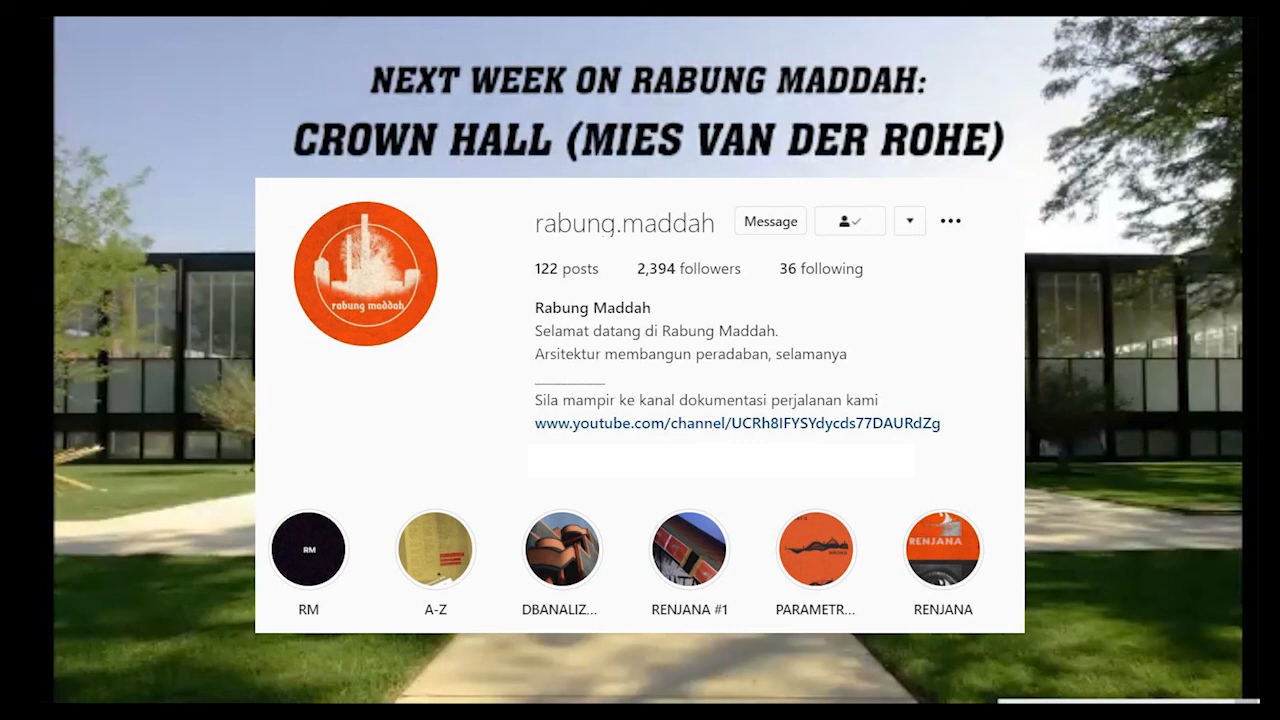 NEXT WEEK ON RABUNG MADDAH:
CROWN HALL (MIES VAN DER ROHE)
rabung maddah
rabung.maddah Message
122 posts 2,394 followers 36 following
Rabung Maddah
Selamat datang di Rabung Maddah.
Arsitektur membangun peradaban, selamanya
Sila mampir ke kanal dokumentasi perjalanan kami
www.youtube.com/channel/UCRh8IFYSYdycds77DAURdZg
RM
RENJANA
RM A-Z DBANALIZ... RENJANA #1 PARAMETR... RENJANA